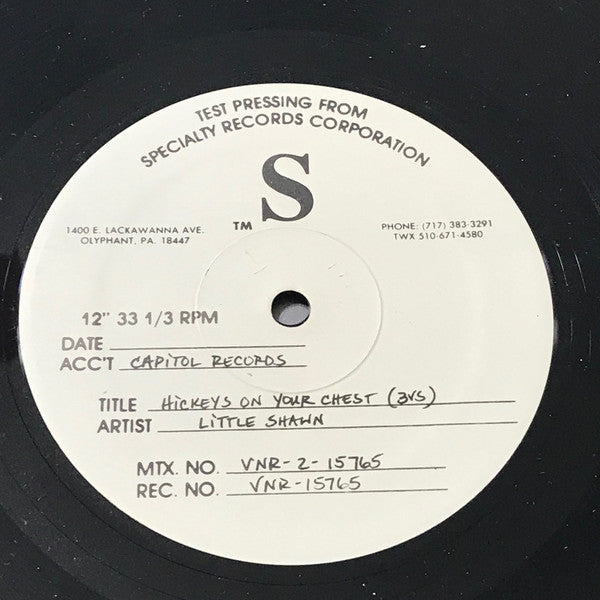 TEST PRESSING FROM
SPECIALTY RECORDS CORPORATION
S
TM
1400 E. LACKAWANNA AVE.
OLYPHANT, PA. 18447
PHONE: (717) 383-3291
TWX 510-671-4580
12" 33 1/3 RPM
DATE
ACC'T CAPITOL RECORDS
TITLE HICKEYS ON YOUR CHEST (3VS)
ARTIST LITTLE SHAWN
MTX. NO. VNR-2-15765
REC. NO. VNR-15765